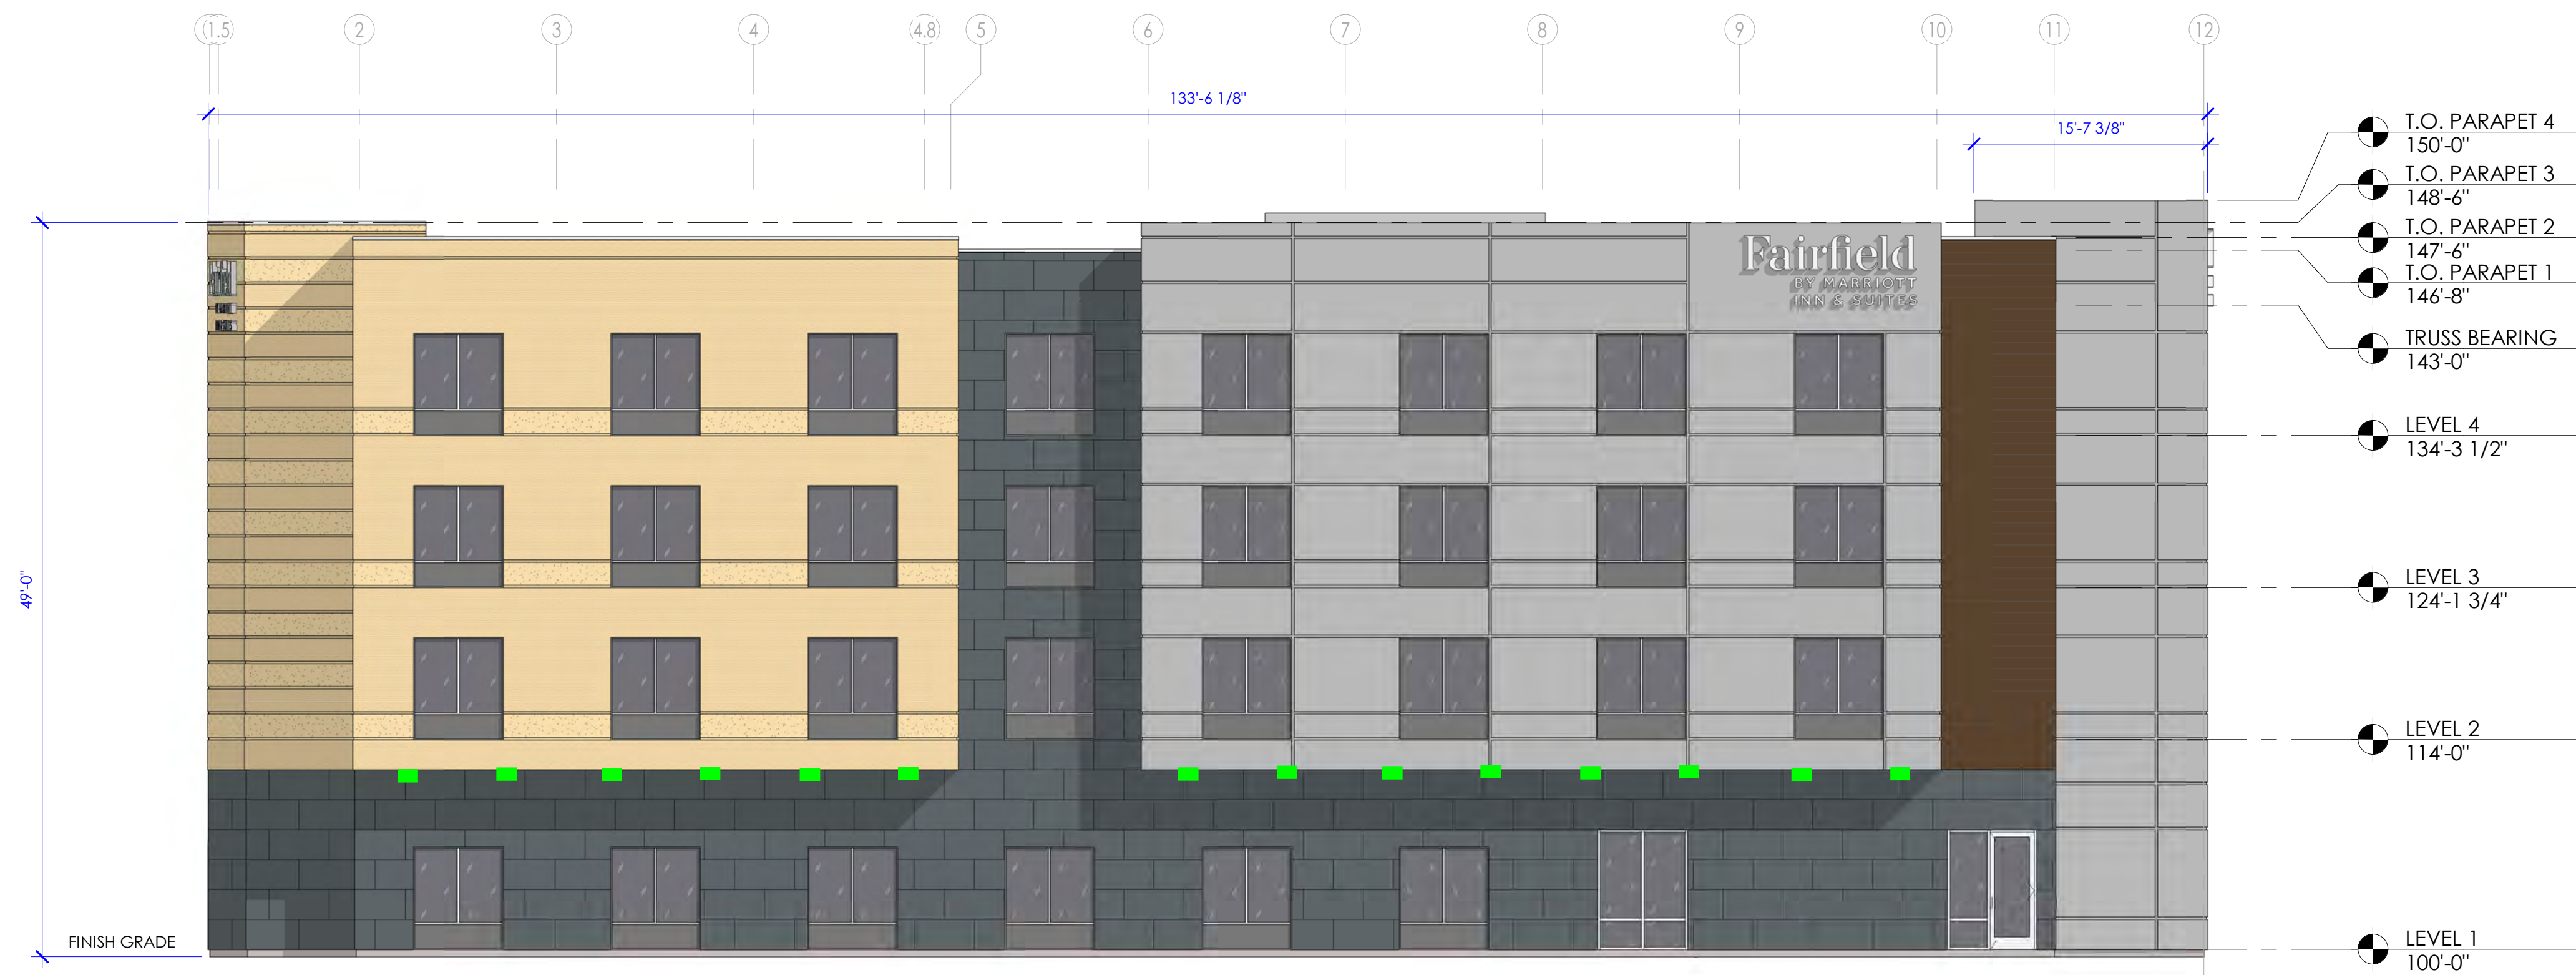 1.5 2 3 4 4.8 5 6 7 8 9 10 11 12
133'-6 1/8"
15'-7 3/8"
T.O. PARAPET 4
150'-0"
T.O. PARAPET 3
148'-6"
T.O. PARAPET 2
147'-6"
T.O. PARAPET 1
146'-8"
TRUSS BEARING
143'-0"
Fairfield
BY MARRIOTT
INN & SUITES
LEVEL 4
134'-3 1/2"
LEVEL 3
124'-1 3/4"
49'-0"
LEVEL 2
114'-0"
FINISH GRADE
LEVEL 1
100'-0"